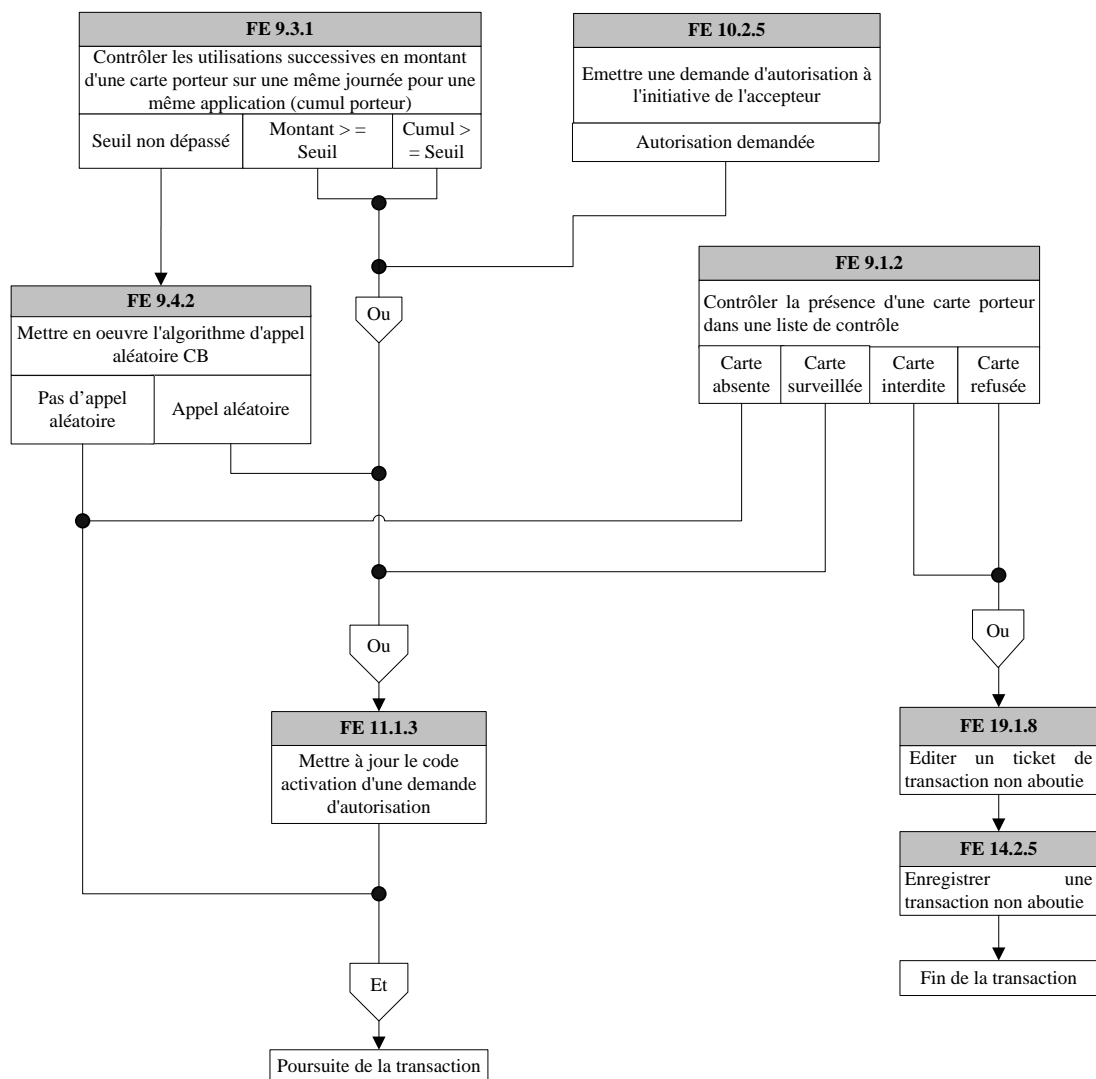 FE 9.3.1
Contrôler les utilisations successives en montant
d'une carte porteur sur une même journée pour une
même application (cumul porteur)
Seuil non dépassé
Montant > =
Seuil
Cumul >
= Seuil
FE 10.2.5
Emettre une demande d'autorisation à
l'initiative de l'accepteur
Autorisation demandée
FE 9.1.2
Contrôler la présence d'une carte porteur
dans une liste de contrôle
Carte
absente
Carte
surveillée
Carte
interdite
Carte
refusée
FE 9.4.2
Mettre en oeuvre l'algorithme d'appel
aléatoire CB
Pas d’appel
aléatoire
Appel aléatoire
Ou
Ou
Ou
FE 11.1.3
Mettre à jour le code
activation d'une demande
d'autorisation
FE 19.1.8
Editer un ticket de
transaction non aboutie
FE 14.2.5
Enregistrer une
transaction non aboutie
Fin de la transaction
Et
Poursuite de la transaction